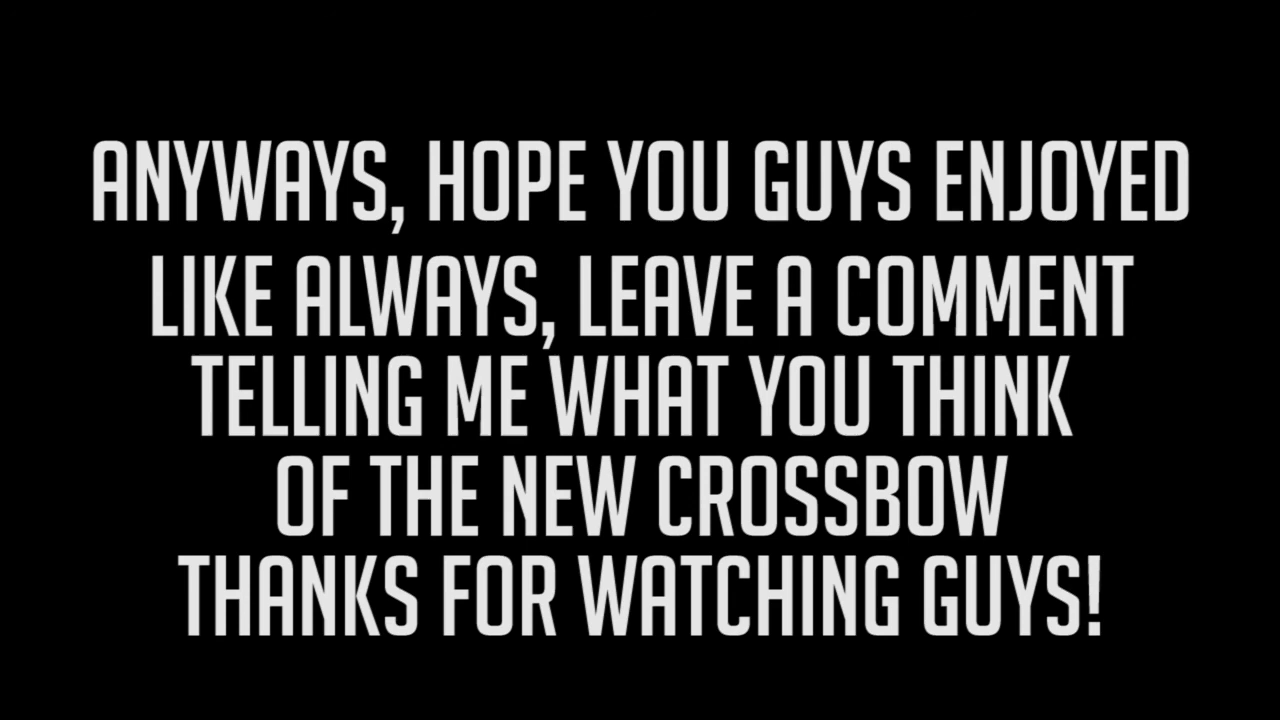 ANYWAYS, HOPE YOU GUYS ENJOYED
LIKE ALWAYS, LEAVE A COMMENT
TELLING ME WHAT YOU THINK
OF THE NEW CROSSBOW
THANKS FOR WATCHING GUYS!